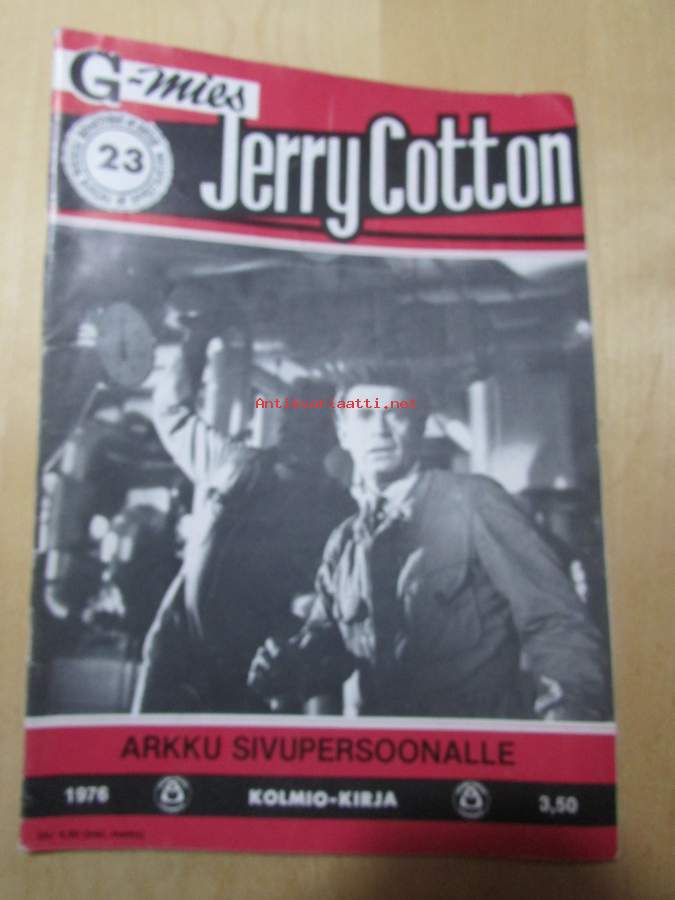 G-mies
23
Jerry Cotton
Antikvariaatti.net
ARKKU SIVUPERSOONALLE
1976 KOLMIO-KIRJA 3,50